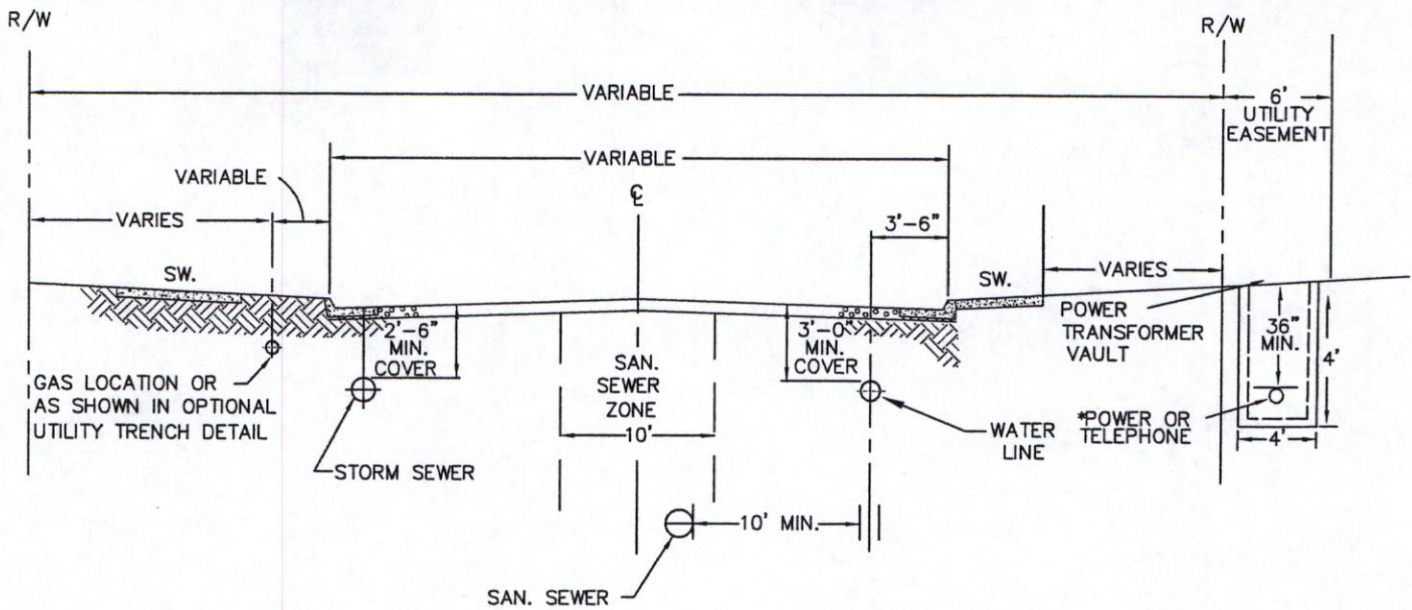 R/W
R/W
VARIABLE
6'
UTILITY
EASEMENT
VARIABLE
VARIABLE
℄
VARIES
3'-6"
SW.
SW.
VARIES
2'-6"
MIN.
COVER
3'-0"
MIN.
COVER
POWER
TRANSFORMER
VAULT
36"
MIN.
4'
SAN.
SEWER
ZONE
10'
GAS LOCATION OR
AS SHOWN IN OPTIONAL
UTILITY TRENCH DETAIL
*POWER OR
TELEPHONE
4'
WATER
LINE
STORM SEWER
10' MIN.
SAN. SEWER